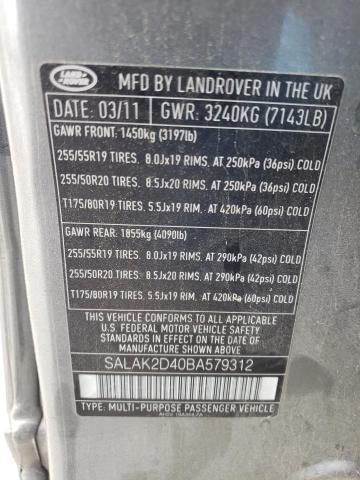 LAND ROVER
MFD BY LANDROVER IN THE UK
DATE: 03/11 GWR: 3240KG (7143LB)
GAWR FRONT: 1450kg (3197lb)
255/55R19 TIRES. 8.0Jx19 RIMS. AT 250kPa (36psi) COLD
255/50R20 TIRES. 8.5Jx20 RIMS. AT 250kPa (36psi) COLD
T175/80R19 TIRES. 5.5Jx19 RIM. AT 420kPa (60psi) COLD
GAWR REAR: 1855kg (4090lb)
255/55R19 TIRES. 8.0Jx19 RIMS. AT 290kPa (42psi) COLD
255/50R20 TIRES. 8.5Jx20 RIMS. AT 290kPa (42psi) COLD
T175/80R19 TIRES. 5.5Jx19 RIM. AT 420kPa (60psi) COLD
THIS VEHICLE CONFORMS TO ALL APPLICABLE
U.S. FEDERAL MOTOR VEHICLE SAFETY
STANDARDS IN EFFECT ON THE DATE OF
MANUFACTURE SHOWN ABOVE.
SALAK2D40BA579312
TYPE: MULTI-PURPOSE PASSENGER VEHICLE